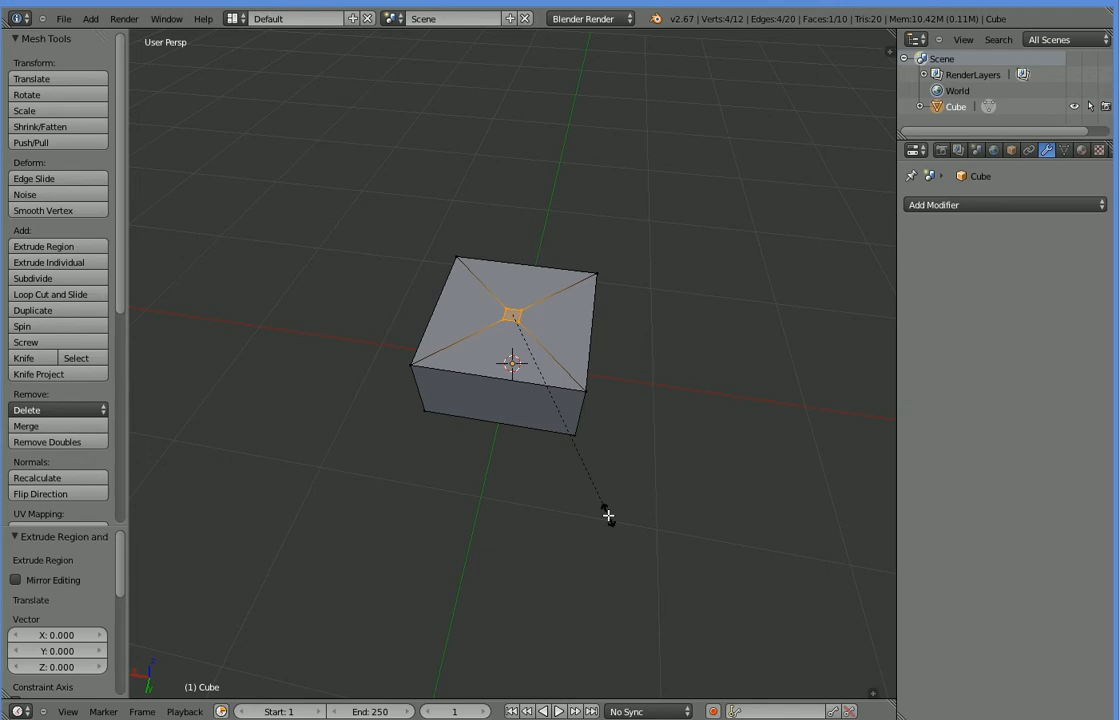 File Add Render Window Help Default Scene Blender Render v2.67 | Verts:4/12 | Edges:4/20 | Faces:1/10 | Tris:20 | Mem:10.42M (0.11M) | Cube
Mesh Tools
Transform:
Translate
Rotate
Scale
Shrink/Fatten
Push/Pull
Deform:
Edge Slide
Noise
Smooth Vertex
Add:
Extrude Region
Extrude Individual
Subdivide
Loop Cut and Slide
Duplicate
Spin
Screw
Knife Select
Knife Project
Remove:
Delete
Merge
Remove Doubles
Normals:
Recalculate
Flip Direction
UV Mapping:
Extrude Region and
Extrude Region
Mirror Editing
Translate
Vector
X: 0.000
Y: 0.000
Z: 0.000
Constraint Axis
User Persp
(1) Cube
View Search All Scenes
Scene
RenderLayers
World
Cube
Cube
Add Modifier
View Marker Frame Playback Start: 1 End: 250 1 No Sync